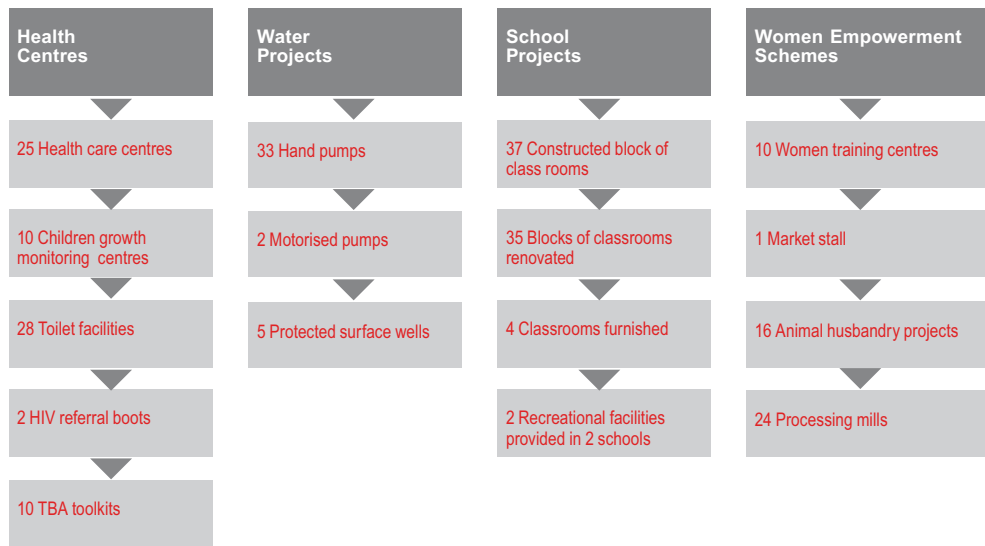 Health
Centres
25 Health care centres
10 Children growth
monitoring centres
28 Toilet facilities
2 HIV referral boots
10 TBA toolkits
Water
Projects
33 Hand pumps
2 Motorised pumps
5 Protected surface wells
School
Projects
37 Constructed block of
class rooms
35 Blocks of classrooms
renovated
4 Classrooms furnished
2 Recreational facilities
provided in 2 schools
Women Empowerment
Schemes
10 Women training centres
1 Market stall
16 Animal husbandry projects
24 Processing mills